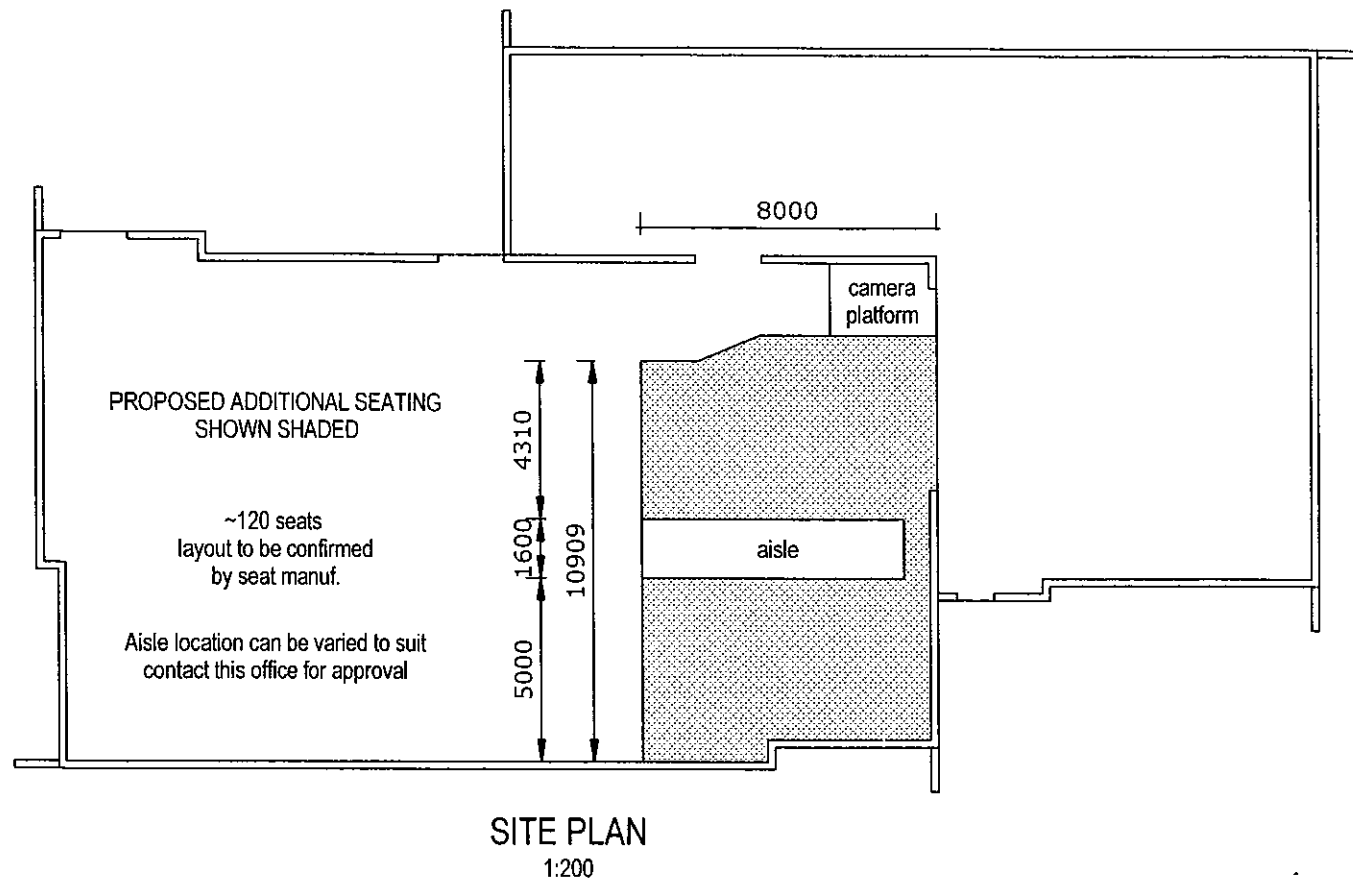 8000
camera
platform
PROPOSED ADDITIONAL SEATING
SHOWN SHADED
~120 seats
layout to be confirmed
by seat manuf.
Aisle location can be varied to suit
contact this office for approval
4310
1600
5000
10909
aisle
SITE PLAN
1:200